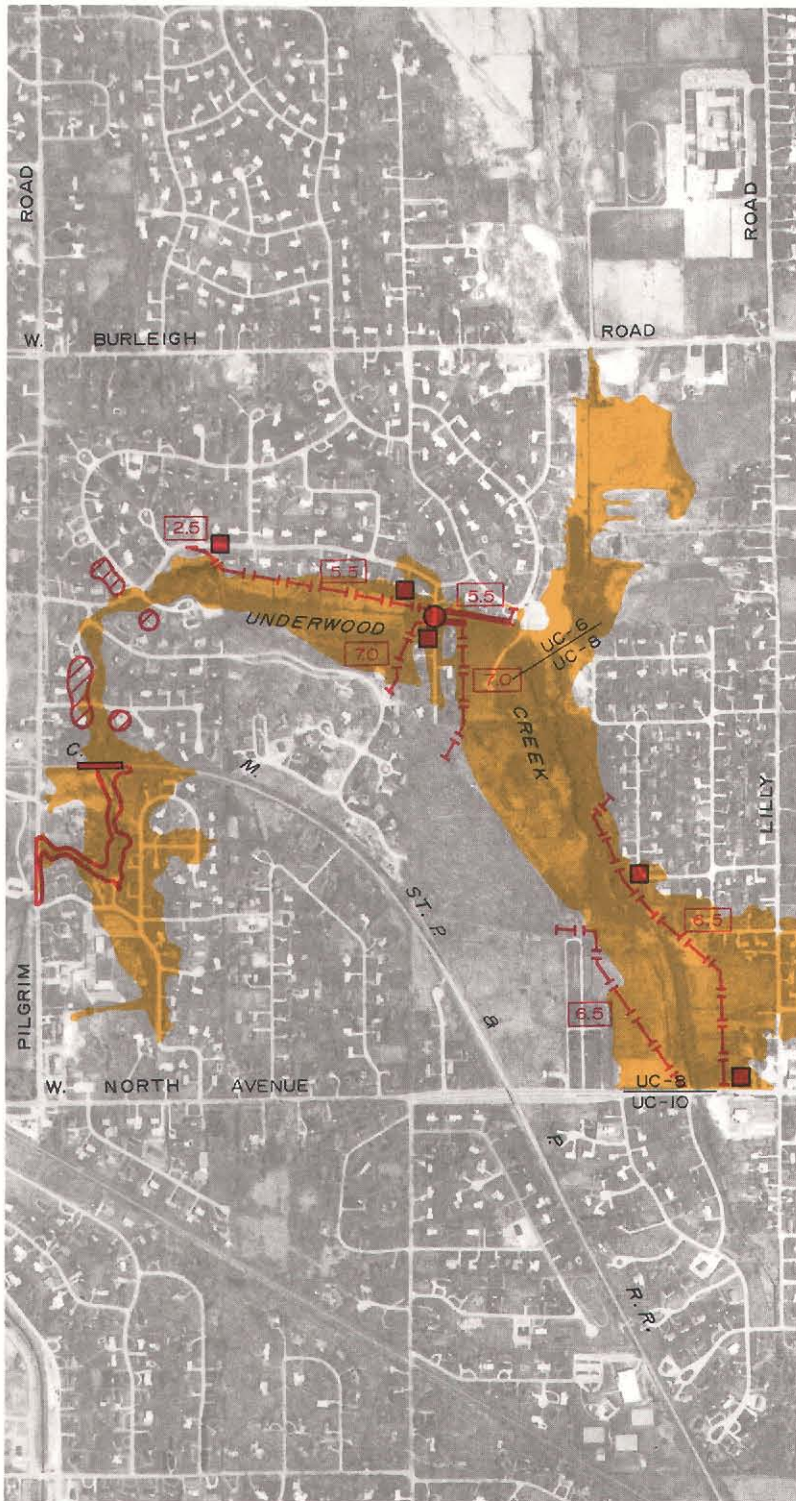 ROAD
ROAD
W. BURLEIGH ROAD
2.5
5.5
5.5
UNDERWOOD
7.0
7.0
UC-6
UC-8
CREEK
C.
M.
ST. P.
&
LILLY
6.5
6.5
PILGRIM
W. NORTH AVENUE
UC-8
UC-10
P.
R.R.